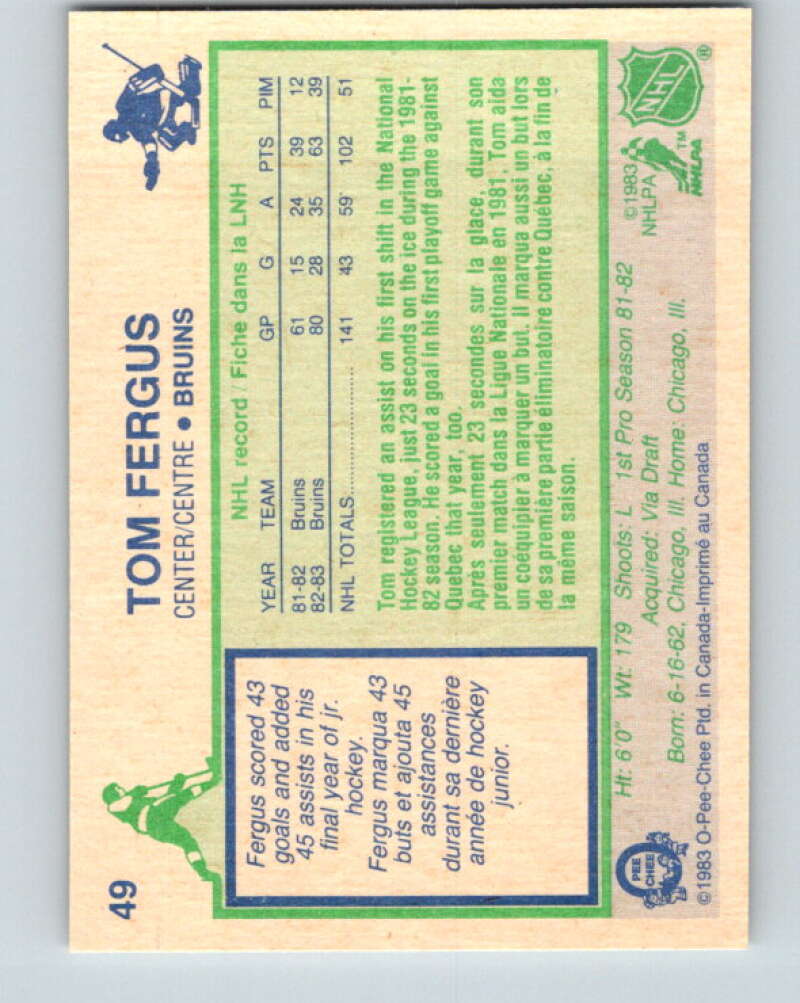 49
TOM FERGUS
CENTER/CENTRE • BRUINS
Fergus scored 43
goals and added
45 assists in his
final year of jr.
hockey.
Fergus marqua 43
buts et ajouta 45
assistances
durant sa dernière
année de hockey
junior.
NHL record / Fiche dans la LNH
YEAR TEAM GP G A PTS PIM
81-82 Bruins 61 15 24 39 12
82-83 Bruins 80 28 35 63 39
NHL TOTALS 141 43 59 102 51
Tom registered an assist on his first shift in the National
Hockey League, just 23 seconds on the ice during the 1981-
82 season. He scored a goal in his first playoff game against
Quebec that year, too.
Après seulement 23 secondes sur la glace, durant son
premier match dans la Ligue Nationale en 1981, Tom aida
un coéquipier à marquer un but. Il marqua aussi un but lors
de sa première partie éliminatoire contre Québec, à la fin de
la même saison.
Ht: 6'0" Wt: 179 Shoots: L 1st Pro Season 81-82
Acquired: Via Draft
Born: 6-16-62, Chicago, Ill. Home: Chicago, Ill.
©1983 O-Pee-Chee Ptd. in Canada-Imprimé au Canada
PEE
CHEE
©1983
NHLPA
NHL
®
TM
NHLPA